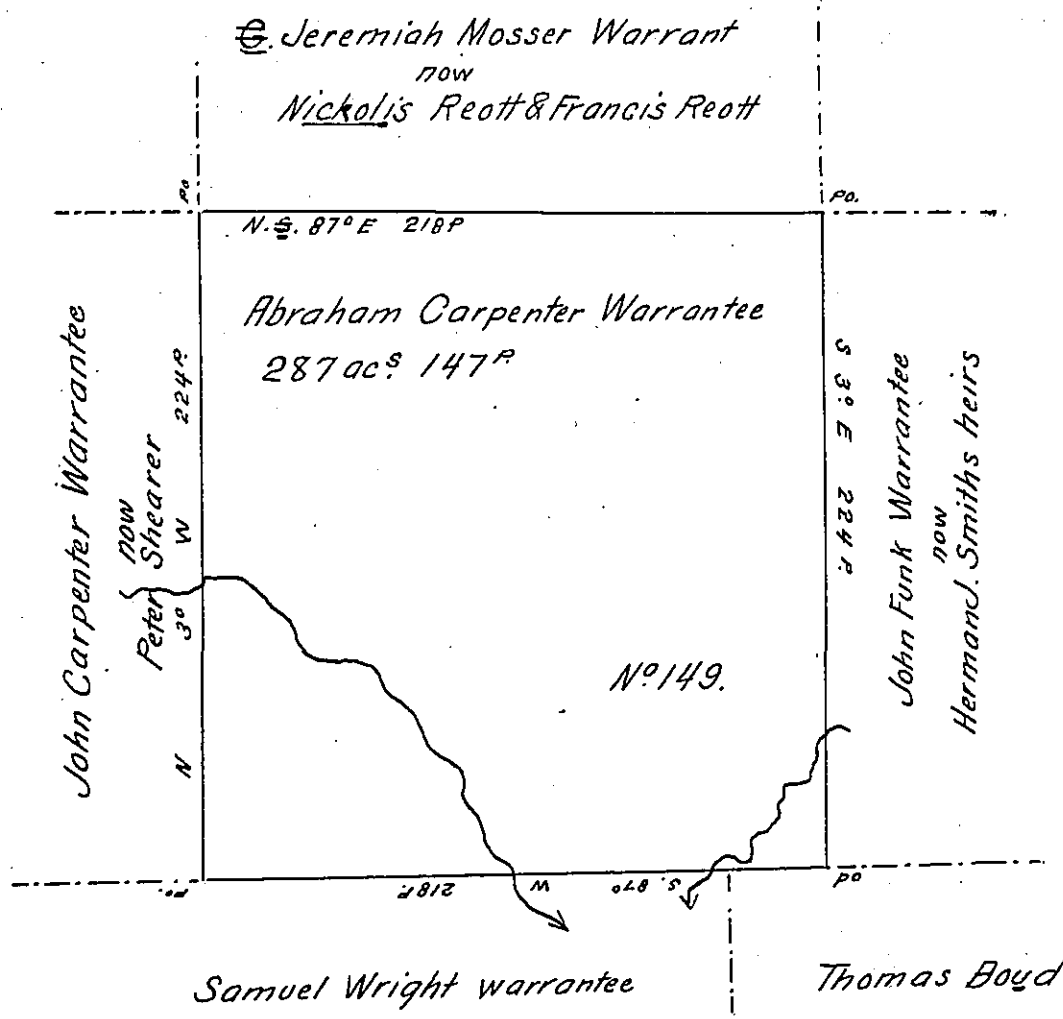 G. Jeremiah Mosser Warrant
now
Nickolis Reott & Francis Reott
Po.
Po.
N. S. 87° E 218P
Abraham Carpenter Warrantee
287 acs. 147P.
John Carpenter Warrantee
now
Peter Shearer
N 3° W 224P.
S 3° E 224P.
John Funk Warrantee
now
Herman J. Smiths heirs
No. 149.
Po.
S. 87° W 218P
Po
Samuel Wright warrantee
Thomas Boyd